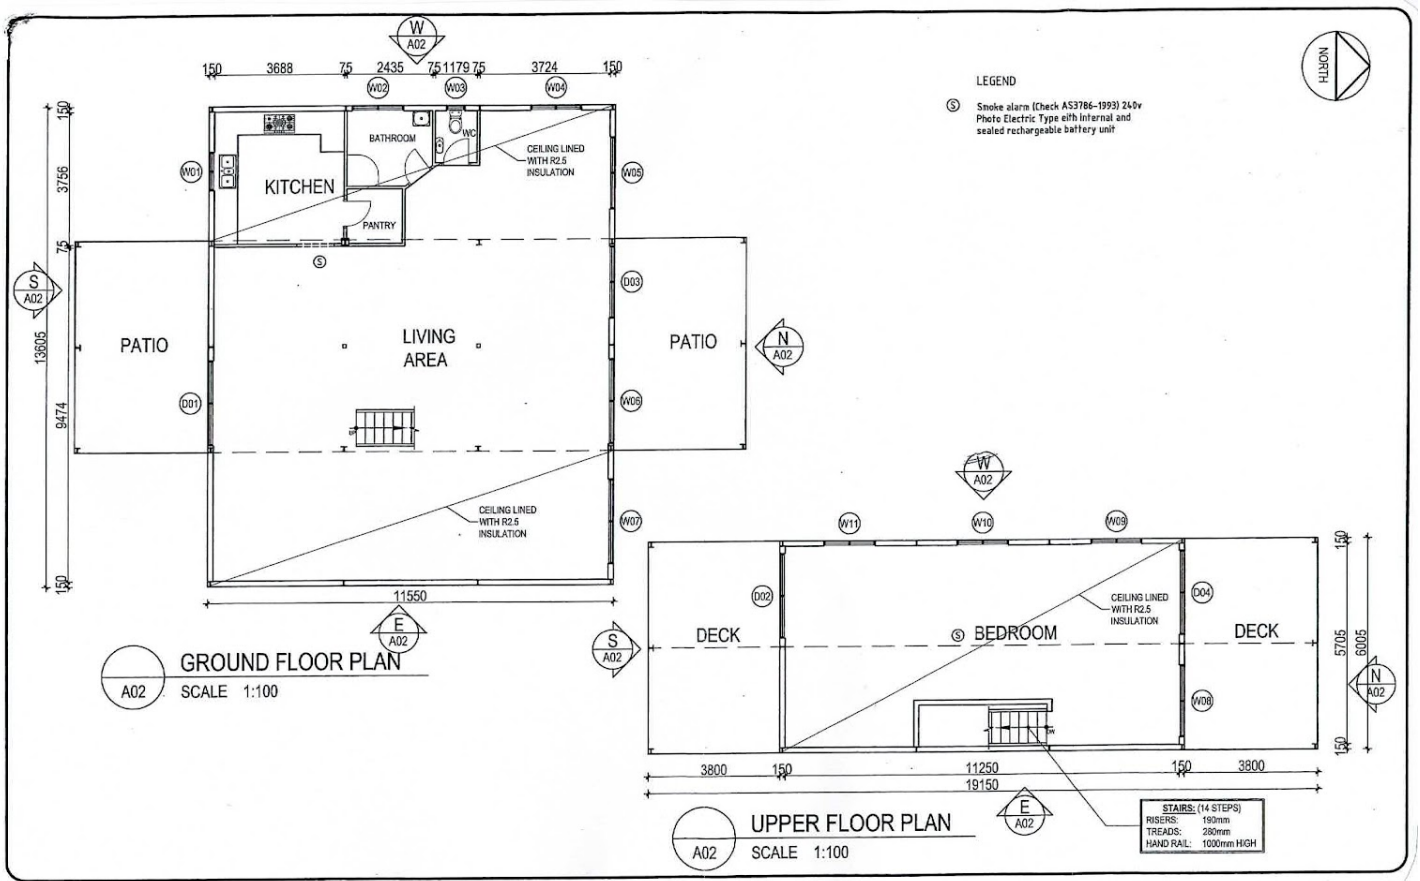 W
A02
150 3688 75 2435 75 1179 75 3724 150
W02 W03 W04
NORTH
LEGEND
S Smoke alarm (Check AS3786-1993) 240v
Photo Electric Type eith internal and
sealed rechargeable battery unit
150
3756
75
9474
150
13605
W01
KITCHEN
BATHROOM
WC
PANTRY
CEILING LINED
WITH R2.5
INSULATION
W05
S
A02
S
D03
PATIO
LIVING
AREA
PATIO
N
A02
D01
W06
CEILING LINED
WITH R2.5
INSULATION
W07
11550
E
A02
GROUND FLOOR PLAN
A02
SCALE 1:100
W
A02
W11 W10 W09
150
5705
6005
150
D02
D04
CEILING LINED
WITH R2.5
INSULATION
S
A02
DECK
S BEDROOM
DECK
N
A02
W08
3800 150 11250 150 3800
19150
E
A02
UPPER FLOOR PLAN
A02
SCALE 1:100
STAIRS: (14 STEPS)
RISERS: 190mm
TREADS: 280mm
HAND RAIL: 1000mm HIGH